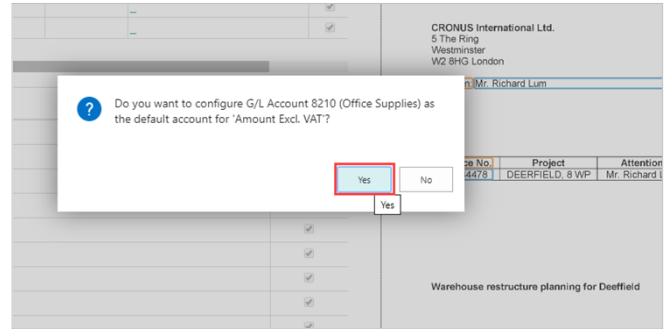 CRONUS International Ltd.
5 The Ring
Westminster
W2 8HG London
Mr. Richard Lum
Do you want to configure G/L Account 8210 (Office Supplies) as
the default account for 'Amount Excl. VAT'?
Yes
No
Yes
No.
Project
Attention
4478
DEERFIELD, 8 WP
Mr. Richard
Warehouse restructure planning for Deeffield